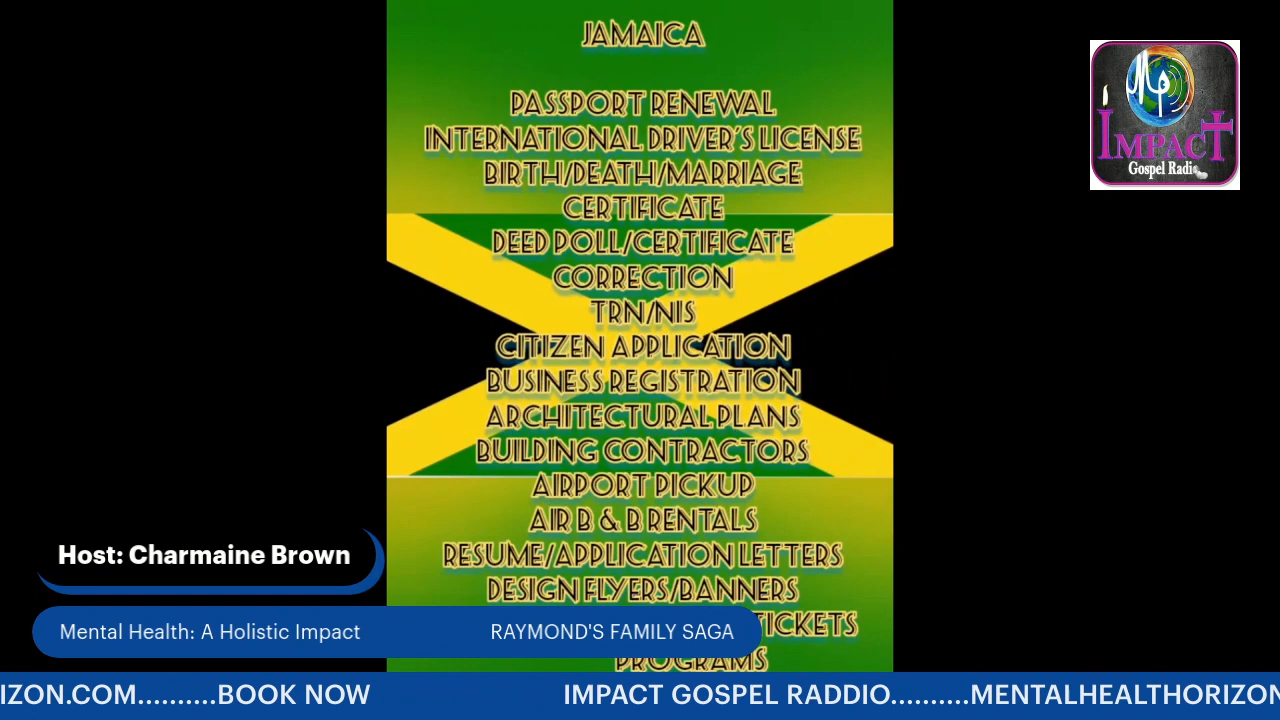 JAMAICA
PASSPORT RENEWAL
INTERNATIONAL DRIVER'S LICENSE
BIRTH/DEATH/MARRIAGE
CERTIFICATE
DEED POLL/CERTIFICATE
CORRECTION
TRN/NIS
CITIZEN APPLICATION
BUSINESS REGISTRATION
ARCHITECTURAL PLANS
BUILDING CONTRACTORS
AIRPORT PICKUP
AIR B & B RENTALS
RESUME/APPLICATION LETTERS
DESIGN FLYERS/BANNERS
TICKETS
PROGRAMS
IMPACT
Gospel Radio
Host: Charmaine Brown
Mental Health: A Holistic Impact RAYMOND'S FAMILY SAGA
IZON.COM..........BOOK NOW IMPACT GOSPEL RADDIO..........MENTALHEALTHORIZON